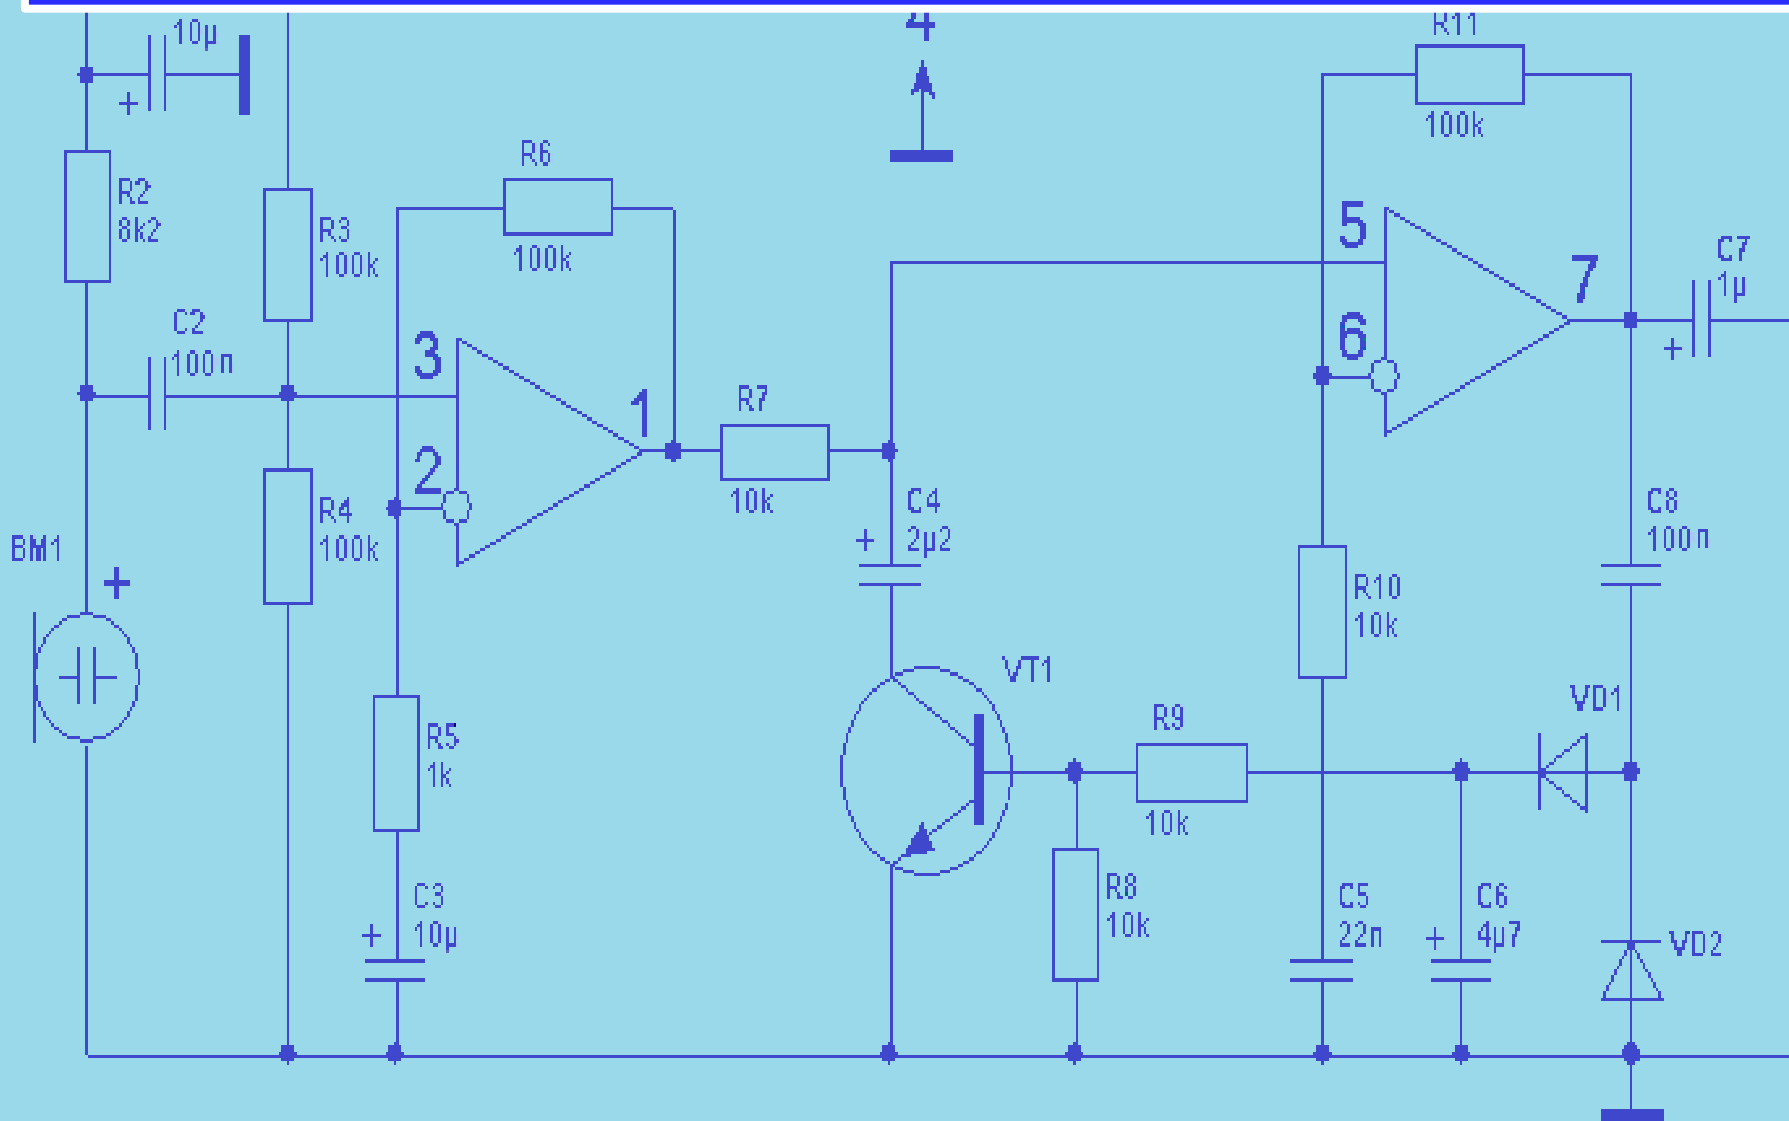 10µ
+
4
R11
100k
R6
100k
R2
8k2
R3
100k
5
7
C7
1µ
+
C2
100n
3
6
1
R7
10k
2
C4
2µ2
+
C8
100n
R4
100k
BM1
+
R10
10k
VT1
VD1
R9
10k
R5
1k
C3
10µ
+
R8
10k
C5
22n
C6
4µ7
+
VD2